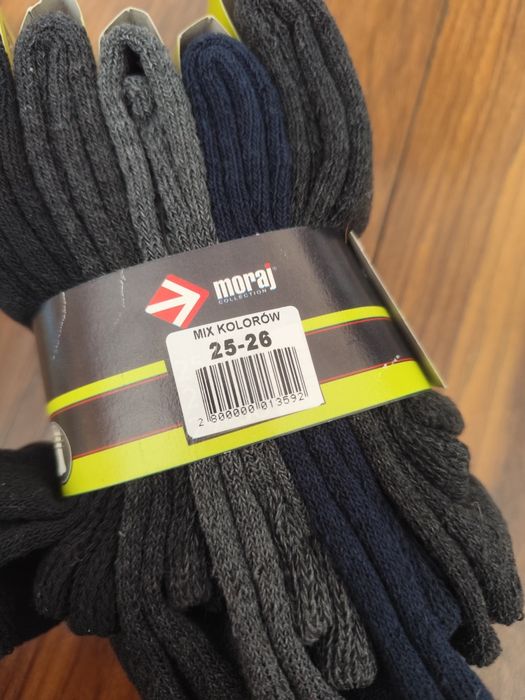 moraj
COLLECTION
MIX KOLORÓW
25-26
2 800000 013592